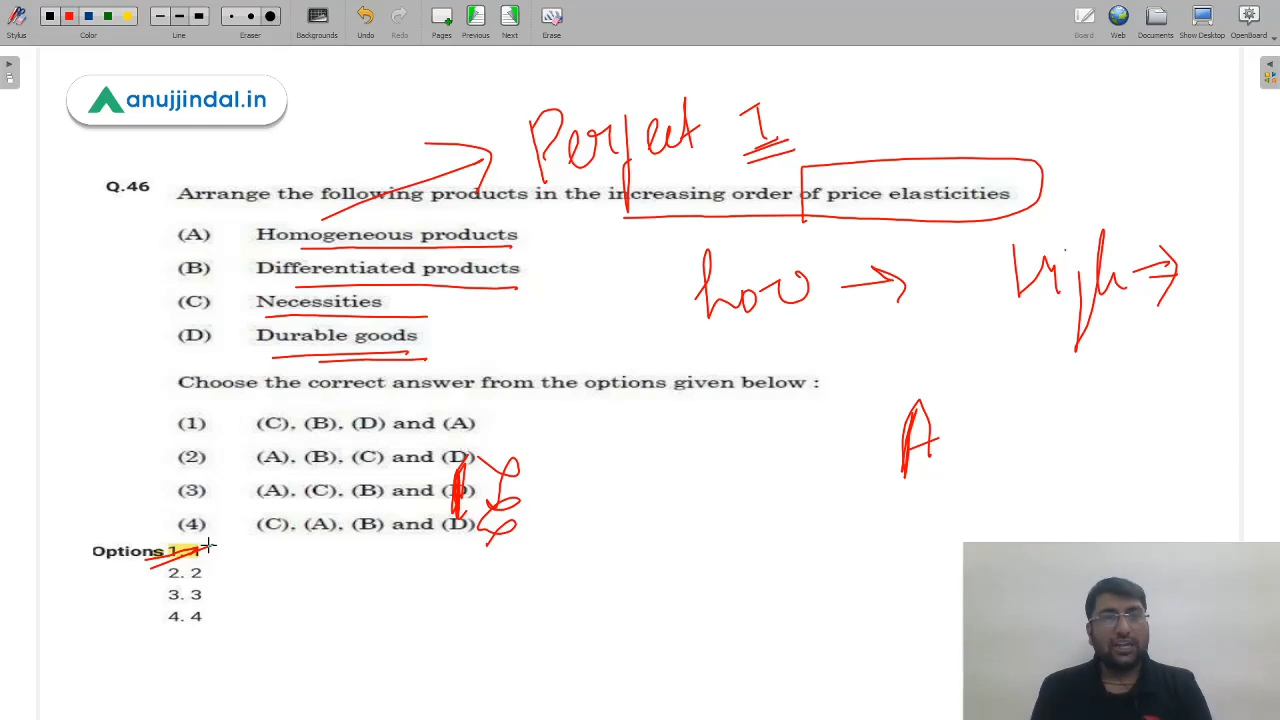 Stylus Color Line Eraser Backgrounds Undo Redo Pages Previous Next Erase Board Web Documents Show Desktop OpenBoard
anujjindal.in
Perfect
Q.46 Arrange the following products in the increasing order of price elasticities
(A) Homogeneous products
(B) Differentiated products
(C) Necessities
low → High →
(D) Durable goods
Choose the correct answer from the options given below :
(1) (C), (B), (D) and (A)
A
(2) (A), (B), (C) and (D)
(3) (A), (C), (B) and (D)
(4) (C), (A), (B) and (D)
Options 1. 1
2. 2
3. 3
4. 4